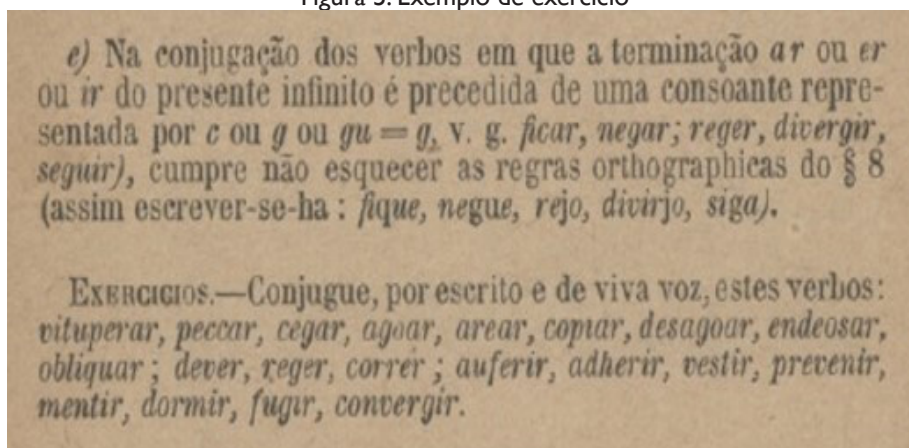 Figura 3. Exemplo de exercício
e) Na conjugação dos verbos em que a terminação ar ou er
ou ir do presente infinito é precedida de uma consoante repre-
sentada por c ou g ou gu = g, v. g. ficar, negar; reger, divergir,
seguir), cumpre não esquecer as regras orthographicas do § 8
(assim escrever-se-ha : fique, negue, rejo, divirjo, siga).
EXERCICIOS.—Conjugue, por escrito e de viva voz, estes verbos:
vituperar, peccar, cegar, agoar, arear, copiar, desagoar, endeosar,
obliquar ; dever, reger, correr ; auferir, adherir, vestir, prevenir,
mentir, dormir, fugir, convergir.